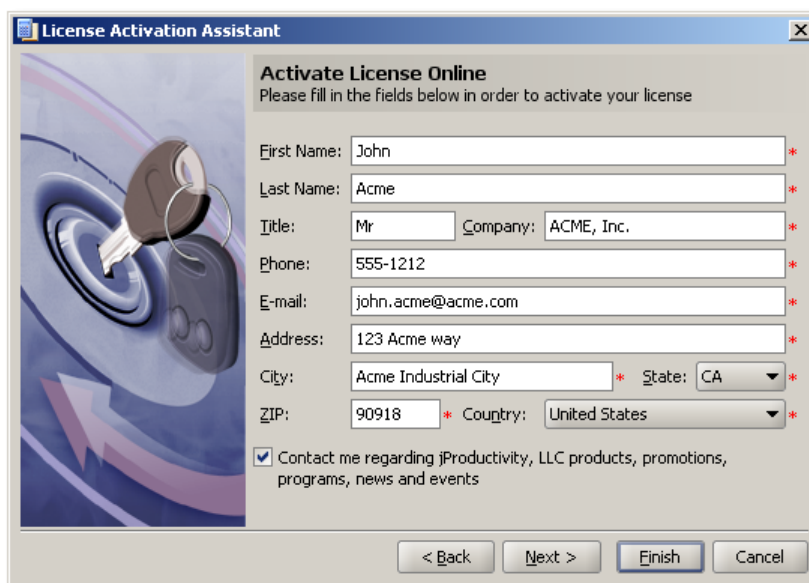 License Activation Assistant
Activate License Online
Please fill in the fields below in order to activate your license
First Name: John *
Last Name: Acme *
Title: Mr Company: ACME, Inc. *
Phone: 555-1212 *
E-mail: john.acme@acme.com *
Address: 123 Acme way *
City: Acme Industrial City * State: CA *
ZIP: 90918 * Country: United States *
Contact me regarding jProductivity, LLC products, promotions,
programs, news and events
< Back Next > Finish Cancel